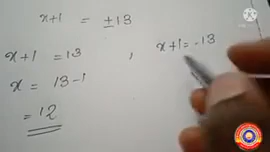 x+1 = ±13
x+1 = 13 , x+1 = -13
x = 13-1
= 12